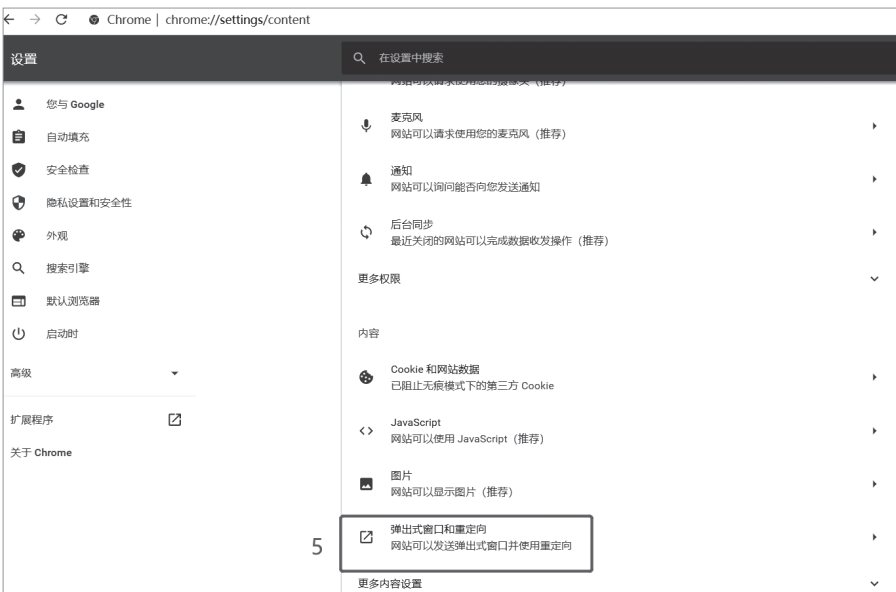 Chrome | chrome://settings/content
设置
在设置中搜索
网站可以请求使用您的摄像头（推荐）
您与 Google
自动填充
安全检查
隐私设置和安全性
外观
搜索引擎
默认浏览器
启动时
高级
扩展程序
关于 Chrome
麦克风
网站可以请求使用您的麦克风（推荐）
通知
网站可以询问能否向您发送通知
后台同步
最近关闭的网站可以完成数据收发操作（推荐）
更多权限
内容
Cookie 和网站数据
已阻止无痕模式下的第三方 Cookie
JavaScript
网站可以使用 JavaScript（推荐）
图片
网站可以显示图片（推荐）
5
弹出式窗口和重定向
网站可以发送弹出式窗口并使用重定向
更多内容设置